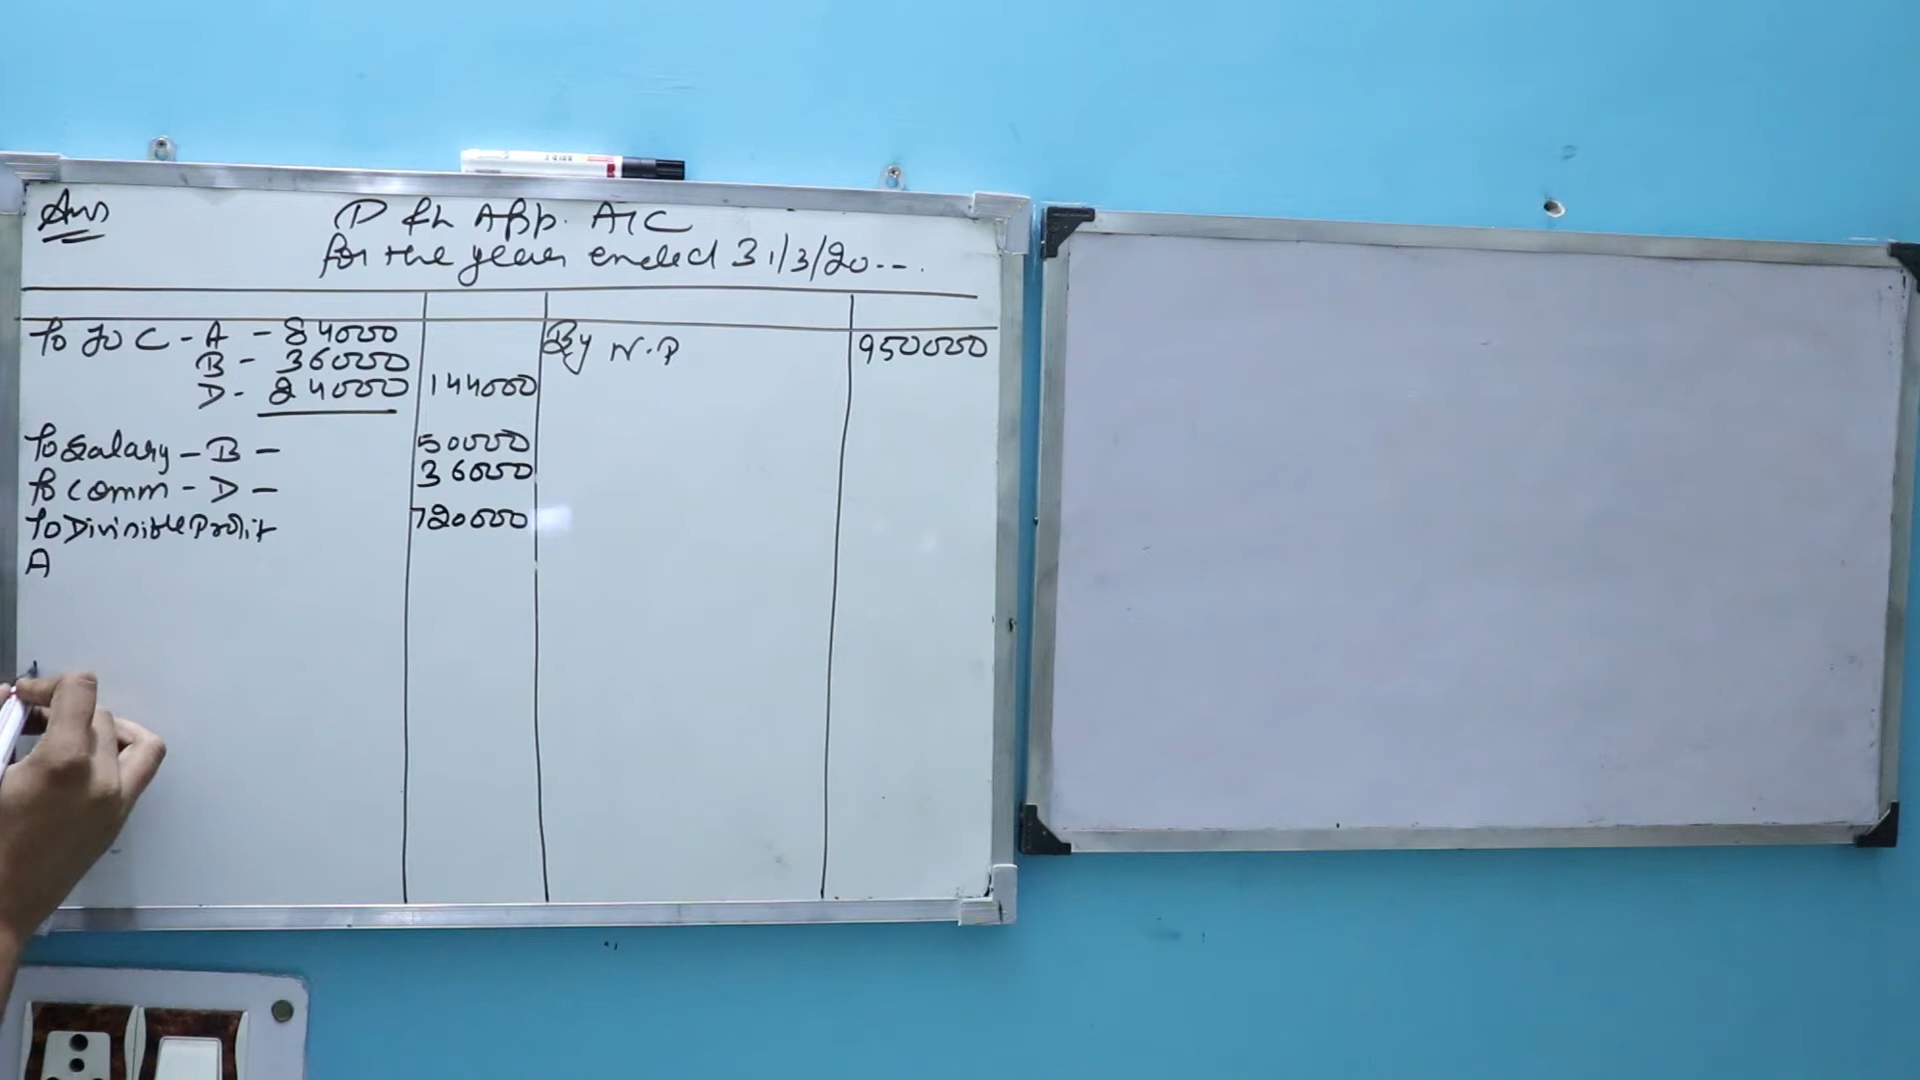 Ans
P & L App. A/C
for the year ended 31/3/20--.
To IOC - A - 84000
B - 36000
D - 24000 144000
By N.P 950000
To Salary - B - 50000
To Comm - D - 36000
To Divisible Profit 720000
A